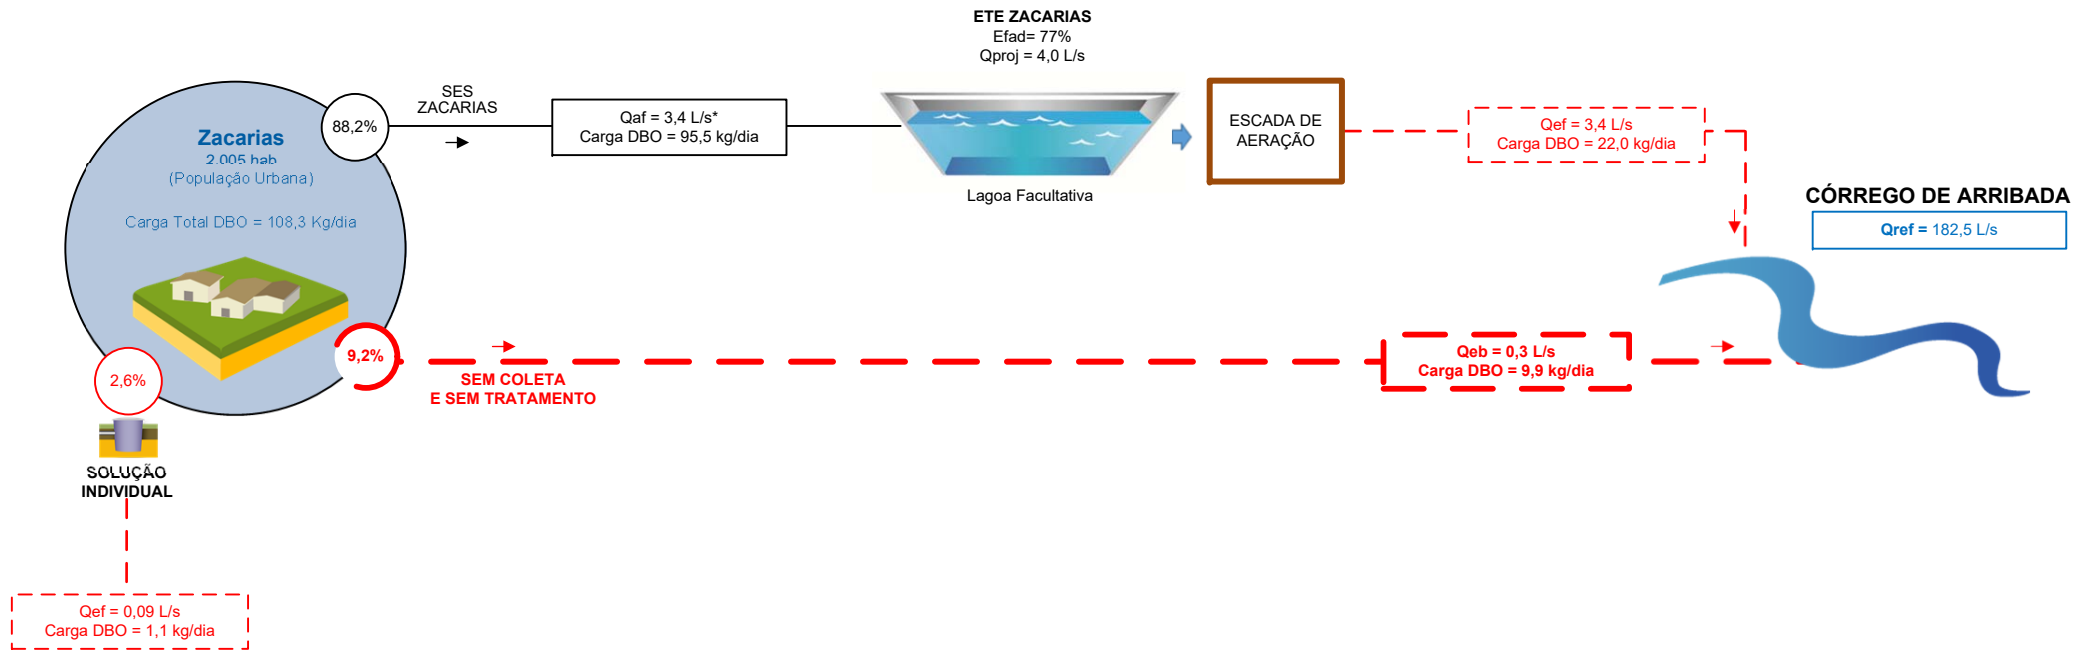 ETE ZACARIAS
Efad= 77%
Qproj = 4,0 L/s
SES
ZACARIAS
88,2%
Qaf = 3,4 L/s*
Carga DBO = 95,5 kg/dia
ESCADA DE
AERAÇÃO
Qef = 3,4 L/s
Carga DBO = 22,0 kg/dia
Zacarias
2.005 hab
(População Urbana)
Carga Total DBO = 108,3 Kg/dia
Lagoa Facultativa
CÓRREGO DE ARRIBADA
Qref = 182,5 L/s
9,2%
SEM COLETA
E SEM TRATAMENTO
Qeb = 0,3 L/s
Carga DBO = 9,9 kg/dia
2,6%
SOLUÇÃO
INDIVIDUAL
Qef = 0,09 L/s
Carga DBO = 1,1 kg/dia